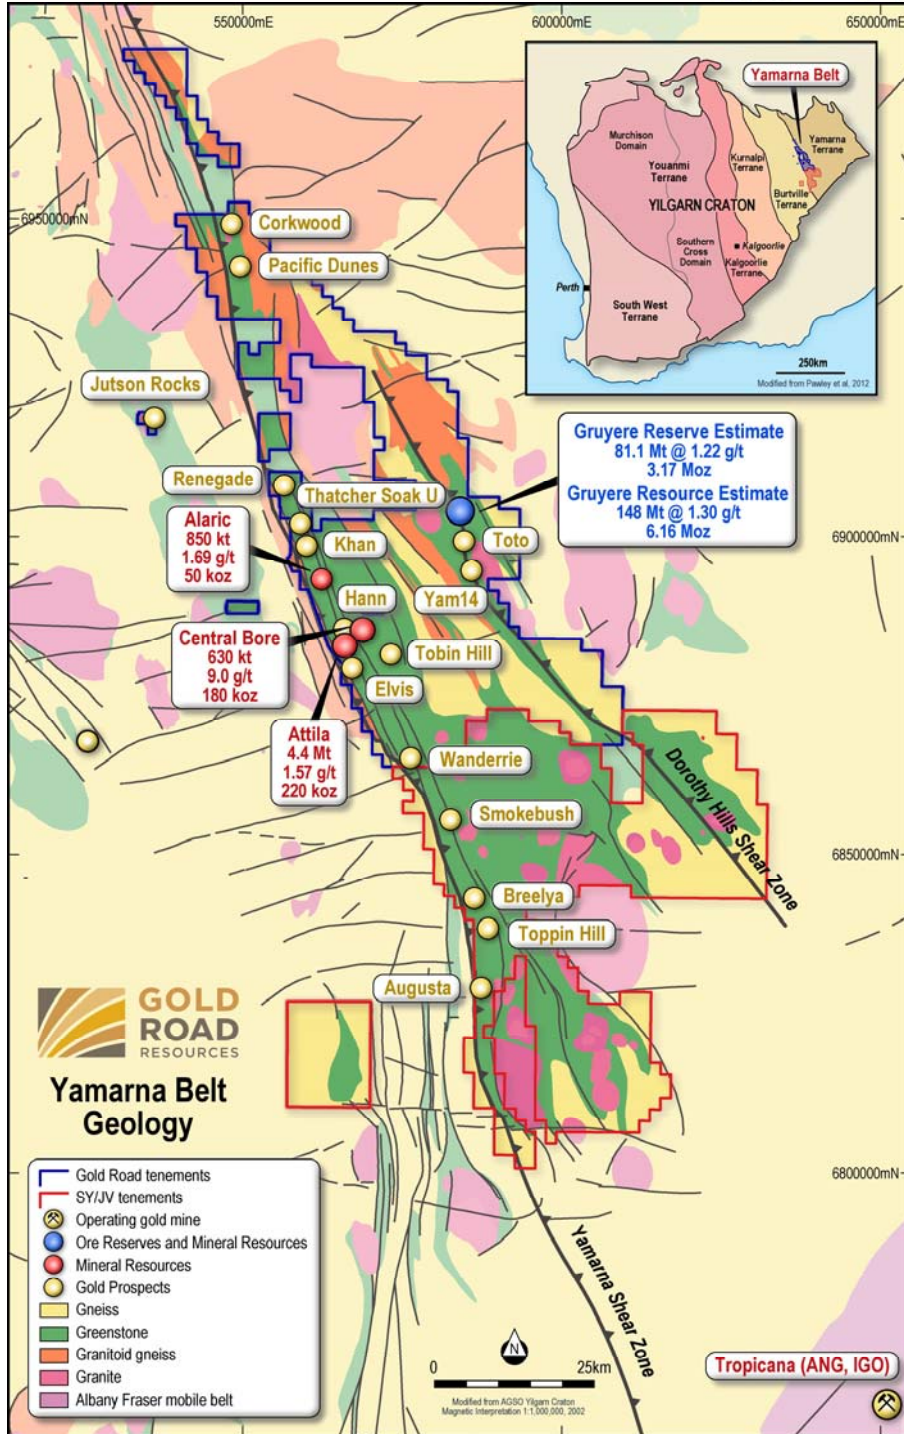 550000mE
600000mE
650000mE
Yamarna Belt
Murchison
Domain
Youanmi
Terrane
Kurnalpi
Terrane
Yamarna
Terrane
Burtville
Terrane
YILGARN CRATON
Southern
Cross
Domain
Kalgoorlie
Kalgoorlie
Terrane
Perth
South West
Terrane
250km
Modified from Pawley et al, 2012
6950000mN
Corkwood
Pacific Dunes
Jutson Rocks
Gruyere Reserve Estimate
81.1 Mt @ 1.22 g/t
3.17 Moz
Gruyere Resource Estimate
148 Mt @ 1.30 g/t
6.16 Moz
Renegade
Thatcher Soak U
Alaric
850 kt
1.69 g/t
50 koz
Khan
Toto
6900000mN
Hann
Yam14
Central Bore
630 kt
9.0 g/t
180 koz
Tobin Hill
Elvis
Attila
4.4 Mt
1.57 g/t
220 koz
Wanderrie
Dorothy Hills Shear Zone
Smokebush
6850000mN
Breelya
Toppin Hill
Augusta
GOLD
ROAD
RESOURCES
Yamarna Belt
Geology
Gold Road tenements
SY/JV tenements
Operating gold mine
Ore Reserves and Mineral Resources
Mineral Resources
Gold Prospects
Gneiss
Greenstone
Granitoid gneiss
Granite
Albany Fraser mobile belt
6800000mN
Yamarna Shear Zone
N
0
25km
Modified from AGSO Yilgarn Craton
Magnetic Interpretation 1:1,000,000, 2002
Tropicana (ANG, IGO)